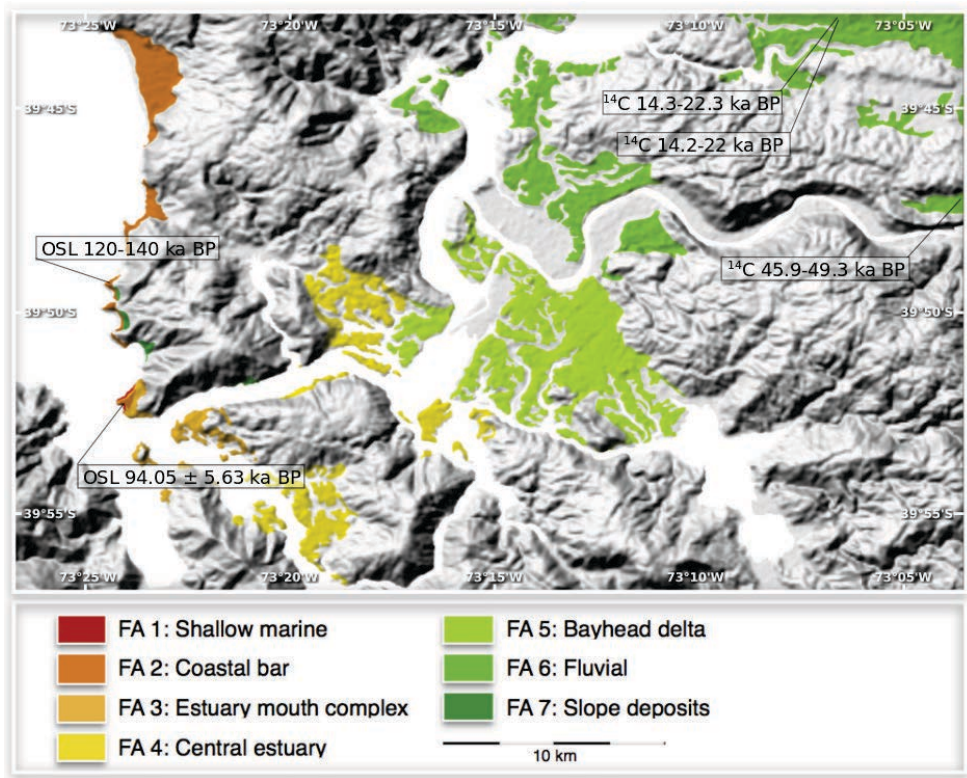 73°25 W 73°20 W 73°15 W 73°10 W 73°05 W
39°45 S 39°45 S
¹⁴C 14.3-22.3 ka BP
¹⁴C 14.2-22 ka BP
OSL 120-140 ka BP
¹⁴C 45.9-49.3 ka BP
39°50 S 39°50 S
OSL 94.05 ± 5.63 ka BP
39°55 S 39°55 S
73°25 W 73°20 W 73°15 W 73°10 W 73°05 W
FA 1: Shallow marine
FA 2: Coastal bar
FA 3: Estuary mouth complex
FA 4: Central estuary
FA 5: Bayhead delta
FA 6: Fluvial
FA 7: Slope deposits
10 km